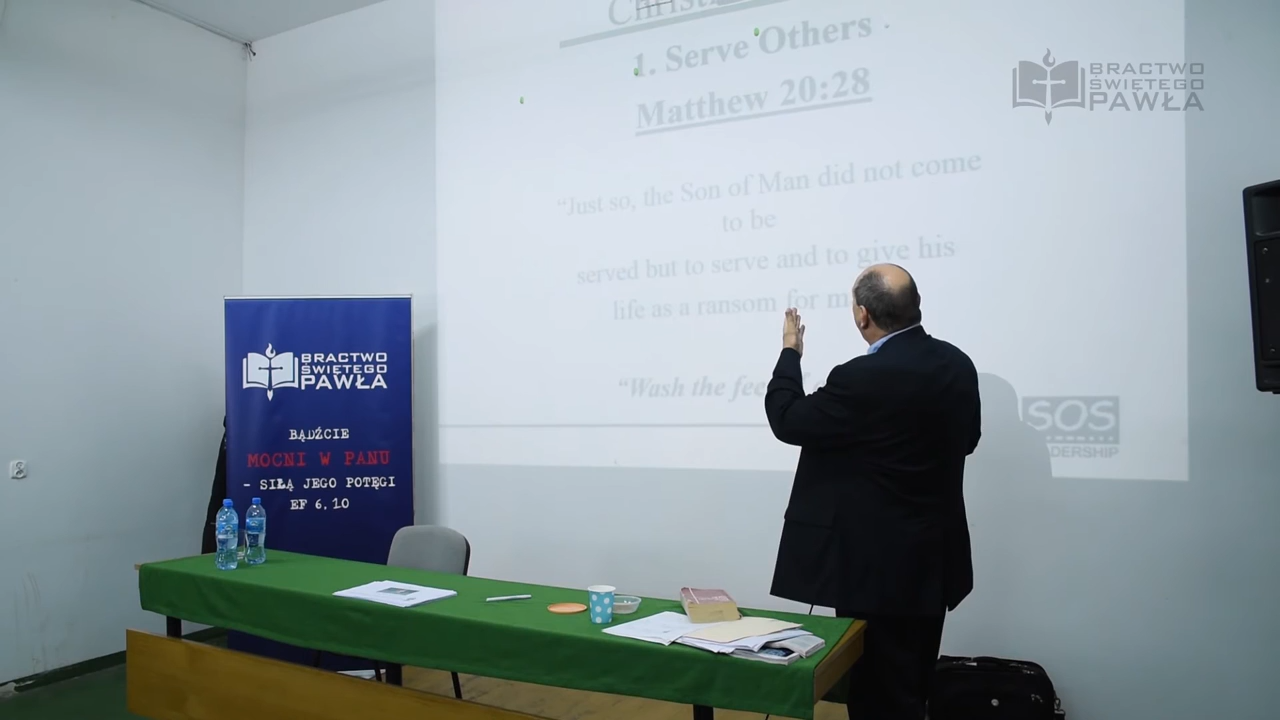 1. Serve Others
Matthew 20:28
“Just so, the Son of Man did not come
to be
served but to serve and to give his
life as a ransom for
“Wash the
SOS
BRACTWO
ŚWIĘTEGO
PAWŁA
BRACTWO
ŚWIĘTEGO
PAWŁA
BĄDŹCIE
MOCNI W PANU
- SIŁĄ JEGO POTĘGI
EF 6,10